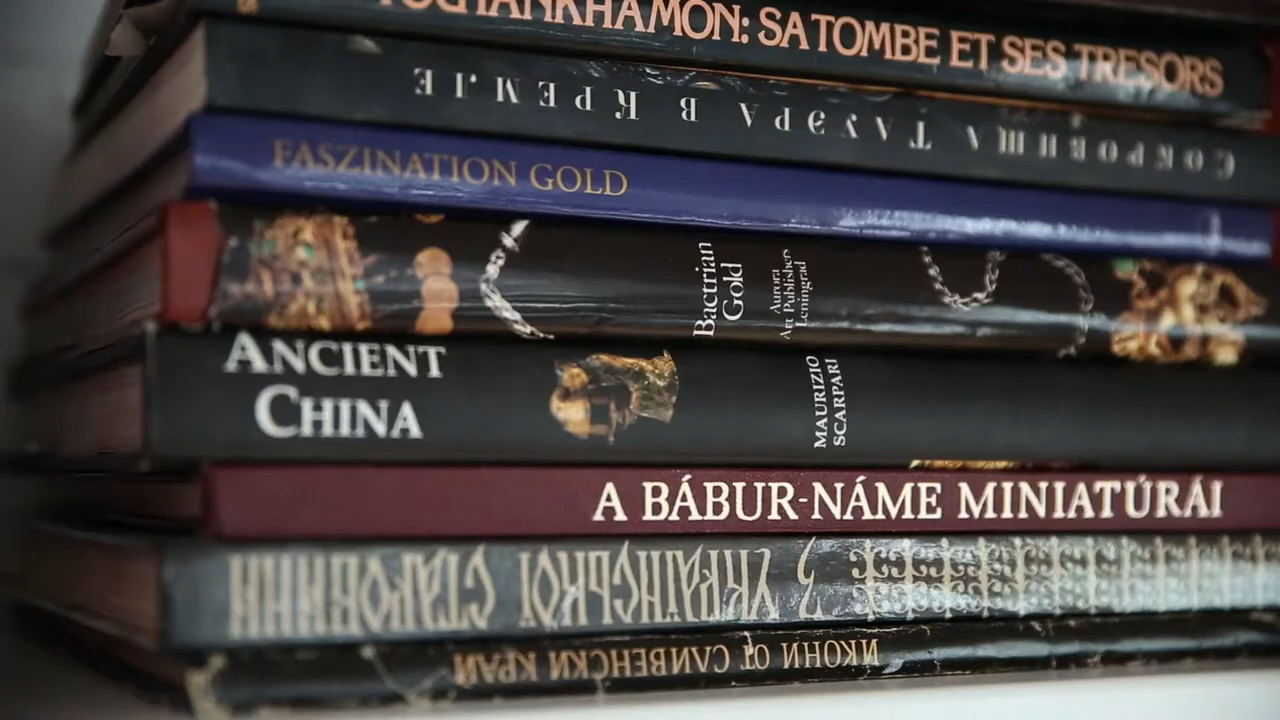 TOUTANKHAMON: SA TOMBE ET SES TRESORS
Сокровища Тауэра в Кремле
FASZINATION GOLD
Bactrian
Gold
Aurora
Art Publishers
Leningrad
ANCIENT
CHINA
MAURIZIO
SCARPARI
A BÁBUR-NÁME MINIATÚRÁI
З УКРАЇНСЬКОЇ СТАРОВИНИ
ИКОНИ ОТ СЛИВЕНСКИ КРАЙ